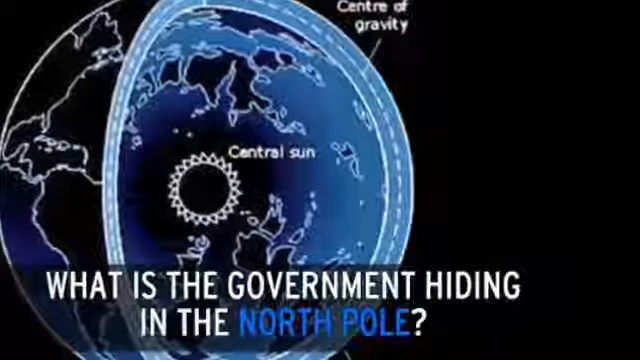 Centre of
gravity
Central sun
WHAT IS THE GOVERNMENT HIDING
IN THE NORTH POLE?